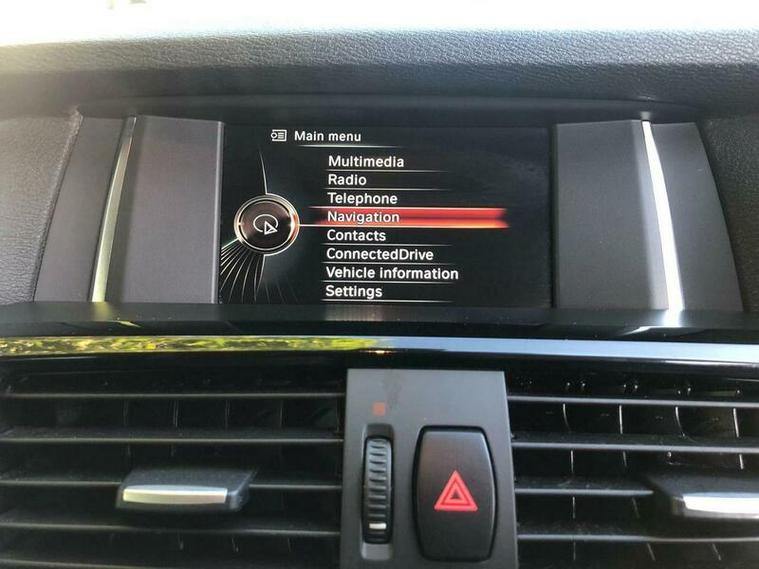 Main menu
Multimedia
Radio
Telephone
Navigation
Contacts
ConnectedDrive
Vehicle information
Settings